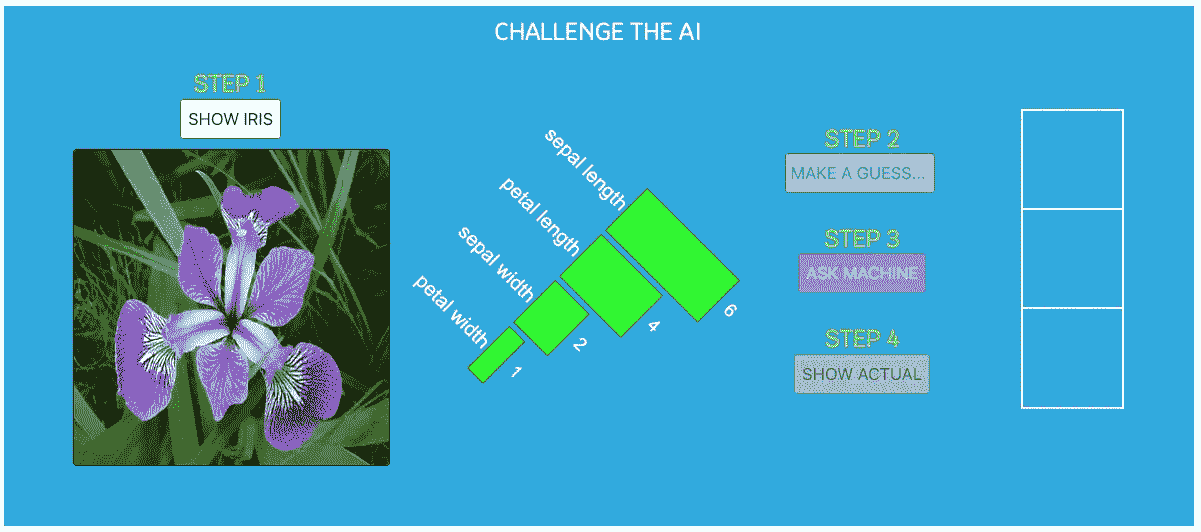 CHALLENGE THE AI
STEP 1
SHOW IRIS
sepal length
petal length
sepal width
petal width
6
4
2
1
STEP 2
MAKE A GUESS...
STEP 3
ASK MACHINE
STEP 4
SHOW ACTUAL